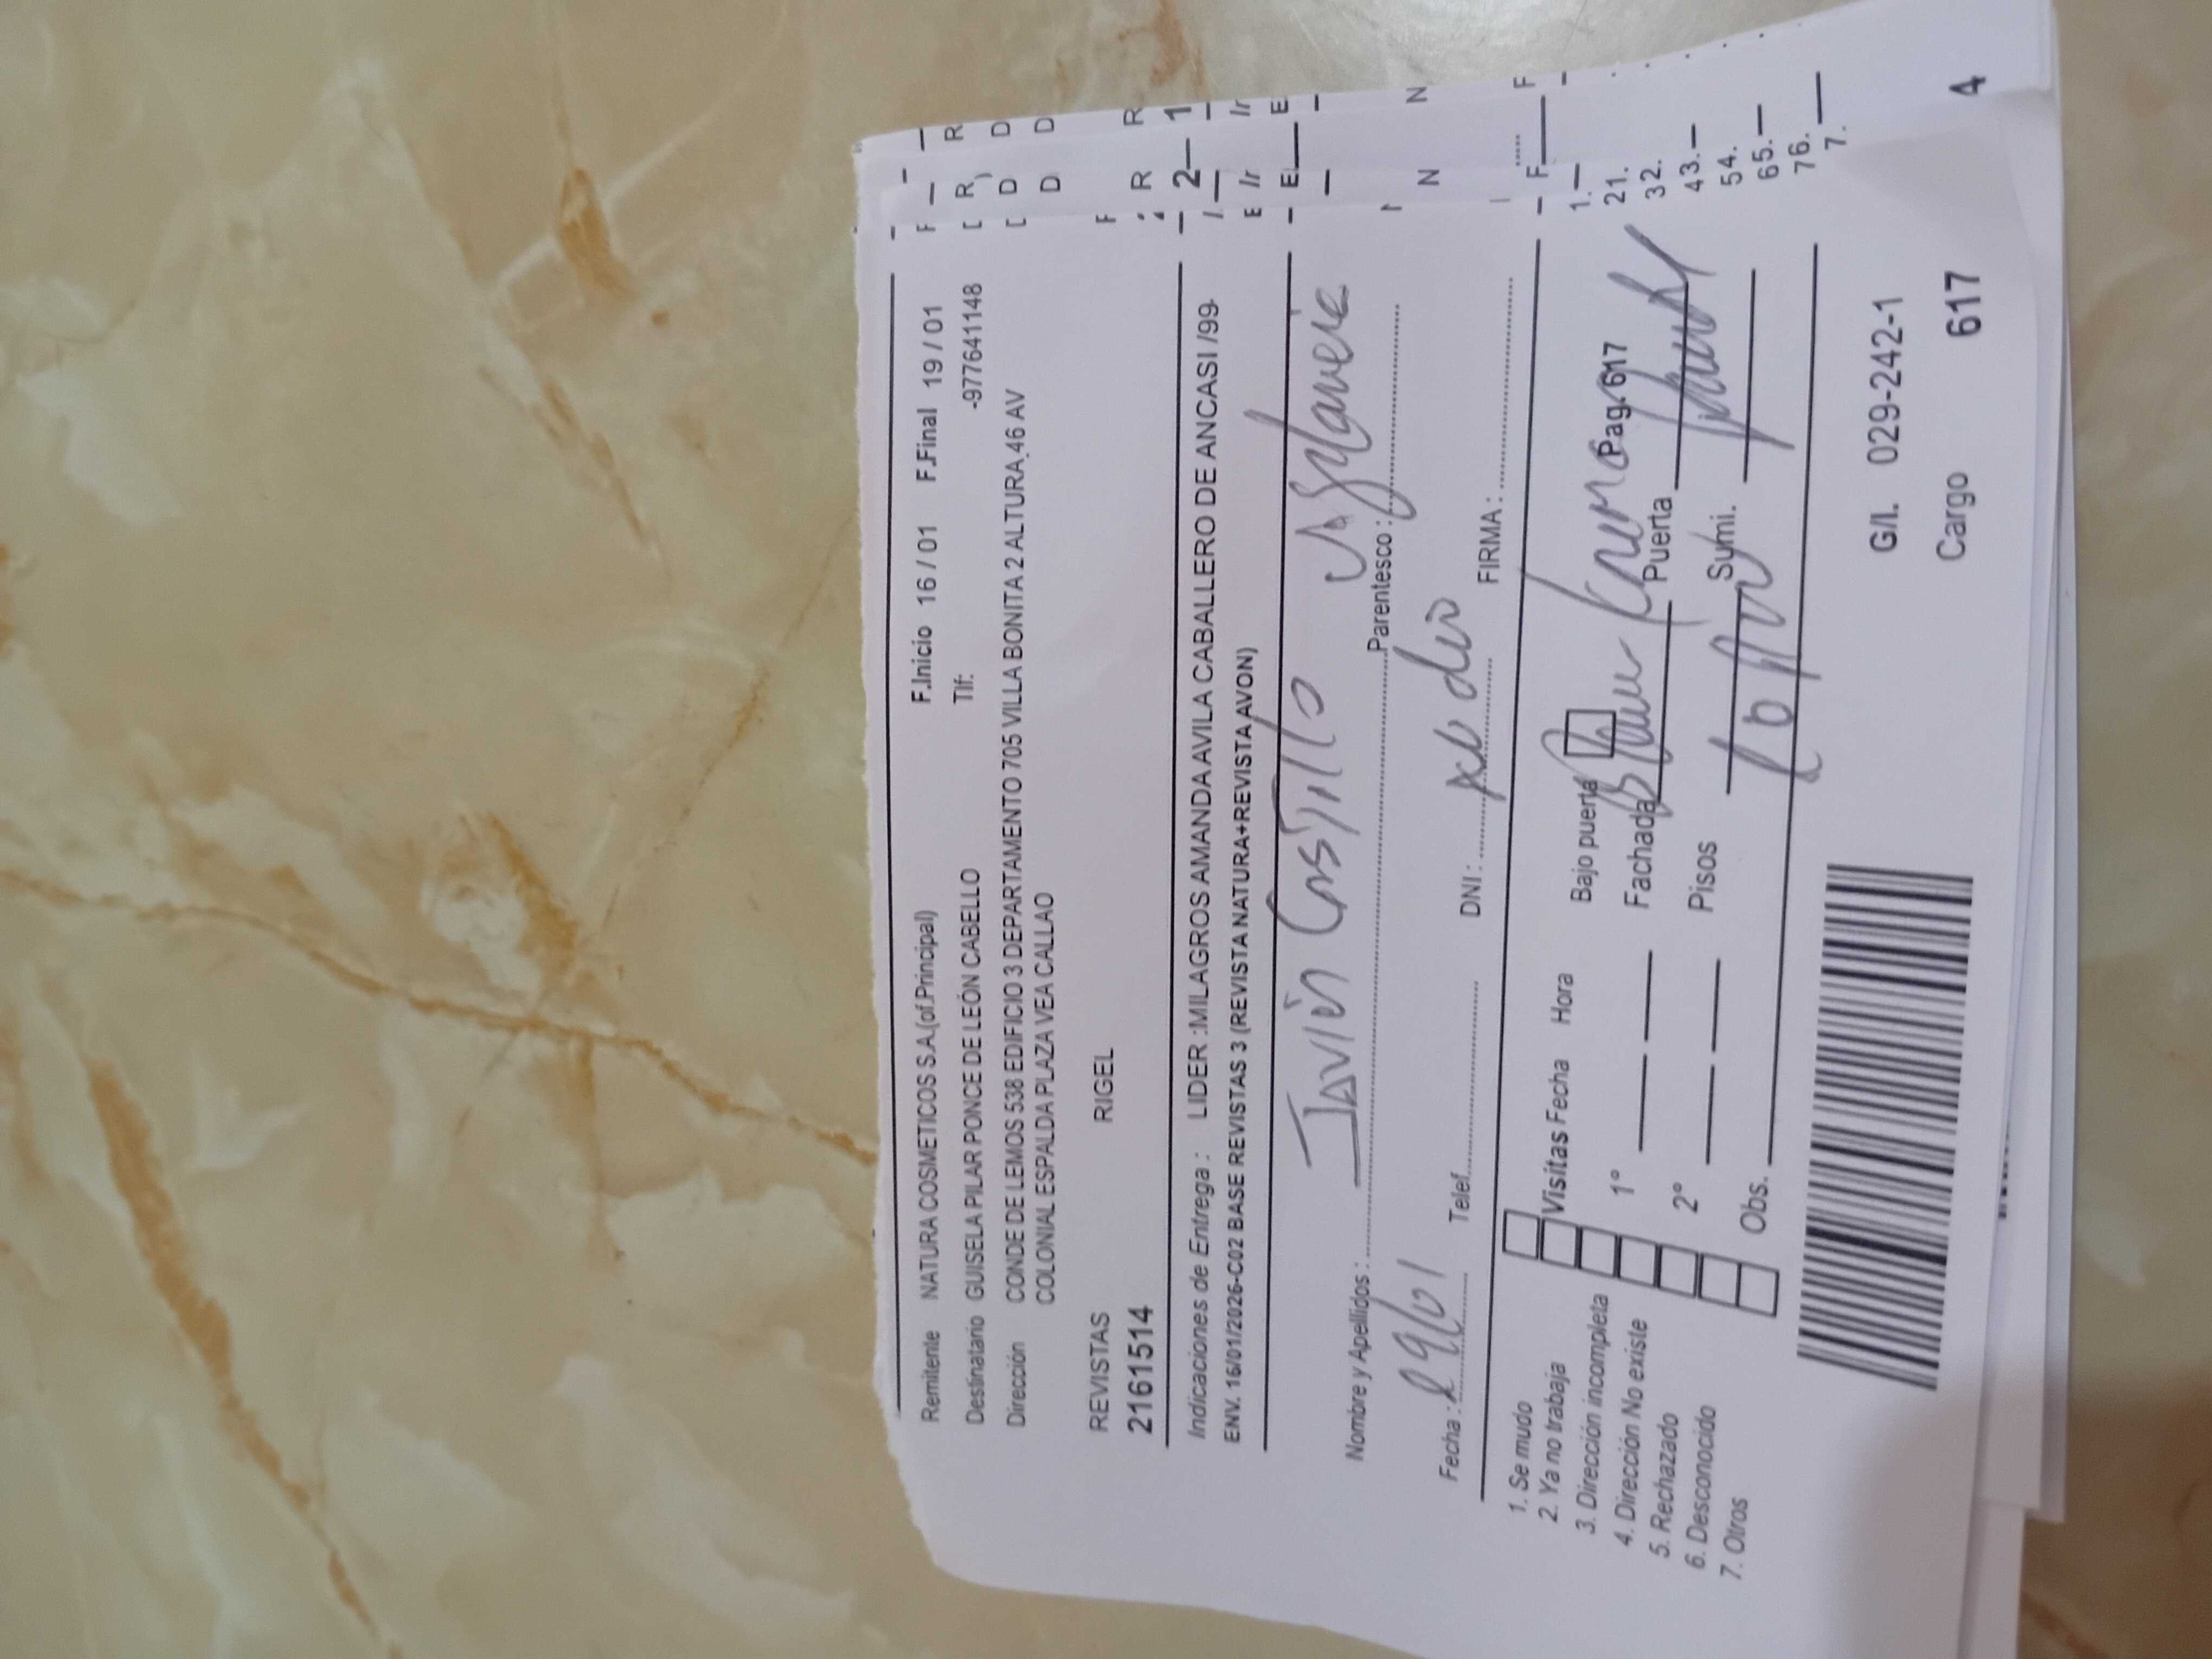 Remitente NATURA COSMETICOS S.A.(of.Principal) F.Inicio 16 / 01 F.Final 19 / 01
Destinatario GUISELA PILAR PONCE DE LEÓN CABELLO Tlf: -977641148
Dirección CONDE DE LEMOS 538 EDIFICIO 3 DEPARTAMENTO 705 VILLA BONITA 2 ALTURA 46 AV
COLONIAL ESPALDA PLAZA VEA CALLAO
REVISTAS RIGEL
2161514
Indicaciones de Entrega : LIDER :MILAGROS AMANDA AVILA CABALLERO DE ANCASI /99-
ENV. 16/01/2026-C02 BASE REVISTAS 3 (REVISTA NATURA+REVISTA AVON)
Javier Castillo
Nombre y Apellidos : Parentesco :
Fecha : Telef. DNI : FIRMA :
1. Se mudo
2. Ya no trabaja
3. Dirección incompleta
4. Dirección No existe
5. Rechazado
6. Desconocido
7. Otros
Visitas Fecha Hora
1°
2°
Obs.
Bajo puerta Pag. 617
Fachada Puerta
Pisos Sumi.
G/I. 029-242-1
Cargo 617